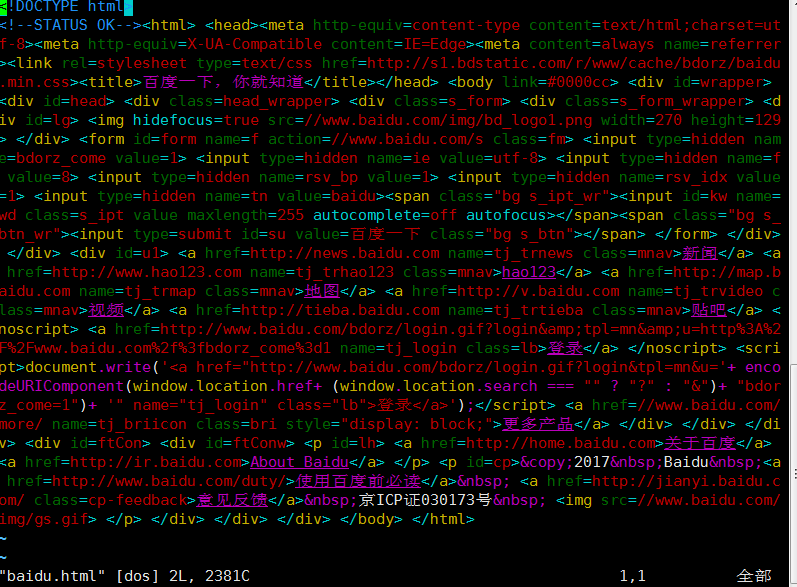 <!DOCTYPE html>
<!--STATUS OK--><html> <head><meta http-equiv=content-type content=text/html;charset=ut
f-8><meta http-equiv=X-UA-Compatible content=IE=Edge><meta content=always name=referrer
><link rel=stylesheet type=text/css href=http://s1.bdstatic.com/r/www/cache/bdorz/baidu
.min.css><title>百度一下，你就知道</title></head> <body link=#0000cc> <div id=wrapper>
<div id=head> <div class=head_wrapper> <div class=s_form> <div class=s_form_wrapper> <d
iv id=lg> <img hidefocus=true src=//www.baidu.com/img/bd_logo1.png width=270 height=129
> </div> <form id=form name=f action=//www.baidu.com/s class=fm> <input type=hidden nam
e=bdorz_come value=1> <input type=hidden name=ie value=utf-8> <input type=hidden name=f
 value=8> <input type=hidden name=rsv_bp value=1> <input type=hidden name=rsv_idx value
=1> <input type=hidden name=tn value=baidu><span class="bg s_ipt_wr"><input id=kw name=
wd class=s_ipt value maxlength=255 autocomplete=off autofocus></span><span class="bg s_
btn_wr"><input type=submit id=su value=百度一下 class="bg s_btn"></span> </form> </div>
 </div> <div id=u1> <a href=http://news.baidu.com name=tj_trnews class=mnav>新闻</a> <a
 href=http://www.hao123.com name=tj_trhao123 class=mnav>hao123</a> <a href=http://map.b
aidu.com name=tj_trmap class=mnav>地图</a> <a href=http://v.baidu.com name=tj_trvideo c
lass=mnav>视频</a> <a href=http://tieba.baidu.com name=tj_trtieba class=mnav>贴吧</a> <
noscript> <a href=http://www.baidu.com/bdorz/login.gif?login&amp;tpl=mn&amp;u=http%3A%2
F%2Fwww.baidu.com%2f%3fbdorz_come%3d1 name=tj_login class=lb>登录</a> </noscript> <scri
pt>document.write('<a href="http://www.baidu.com/bdorz/login.gif?login&tpl=mn&u='+ enco
deURIComponent(window.location.href+ (window.location.search === "" ? "?" : "&")+ "bdor
z_come=1")+ '" name="tj_login" class="lb">登录</a>');</script> <a href=//www.baidu.com/
more/ name=tj_briicon class=bri style="display: block;">更多产品</a> </div> </div> </di
v> <div id=ftCon> <div id=ftConw> <p id=lh> <a href=http://home.baidu.com>关于百度</a>
<a href=http://ir.baidu.com>About Baidu</a> </p> <p id=cp>&copy;2017&nbsp;Baidu&nbsp;<a
 href=http://www.baidu.com/duty/>使用百度前必读</a>&nbsp; <a href=http://jianyi.baidu.c
om/ class=cp-feedback>意见反馈</a>&nbsp;京ICP证030173号&nbsp; <img src=//www.baidu.com/
img/gs.gif> </p> </div> </div> </div> </body> </html>
~
~
"baidu.html" [dos] 2L, 2381C 1,1 全部